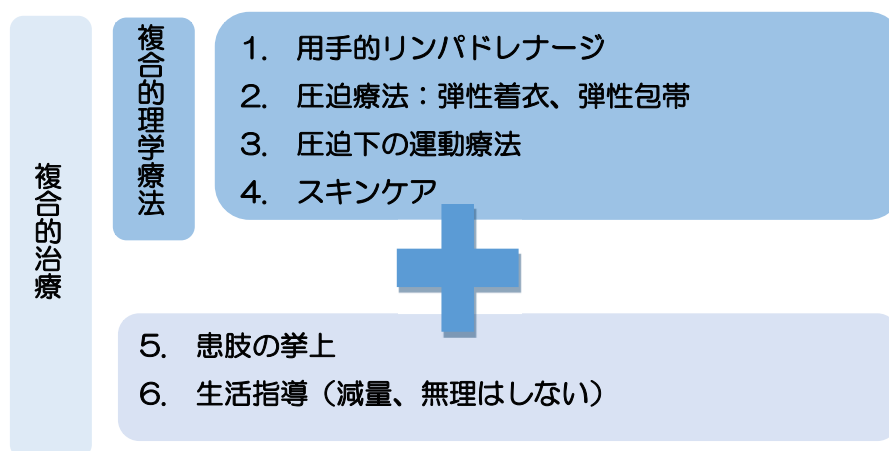 複合的治療
複合的理学療法
1. 用手的リンパドレナージ
2. 圧迫療法：弾性着衣、弾性包帯
3. 圧迫下の運動療法
4. スキンケア
5. 患肢の挙上
6. 生活指導（減量、無理はしない）